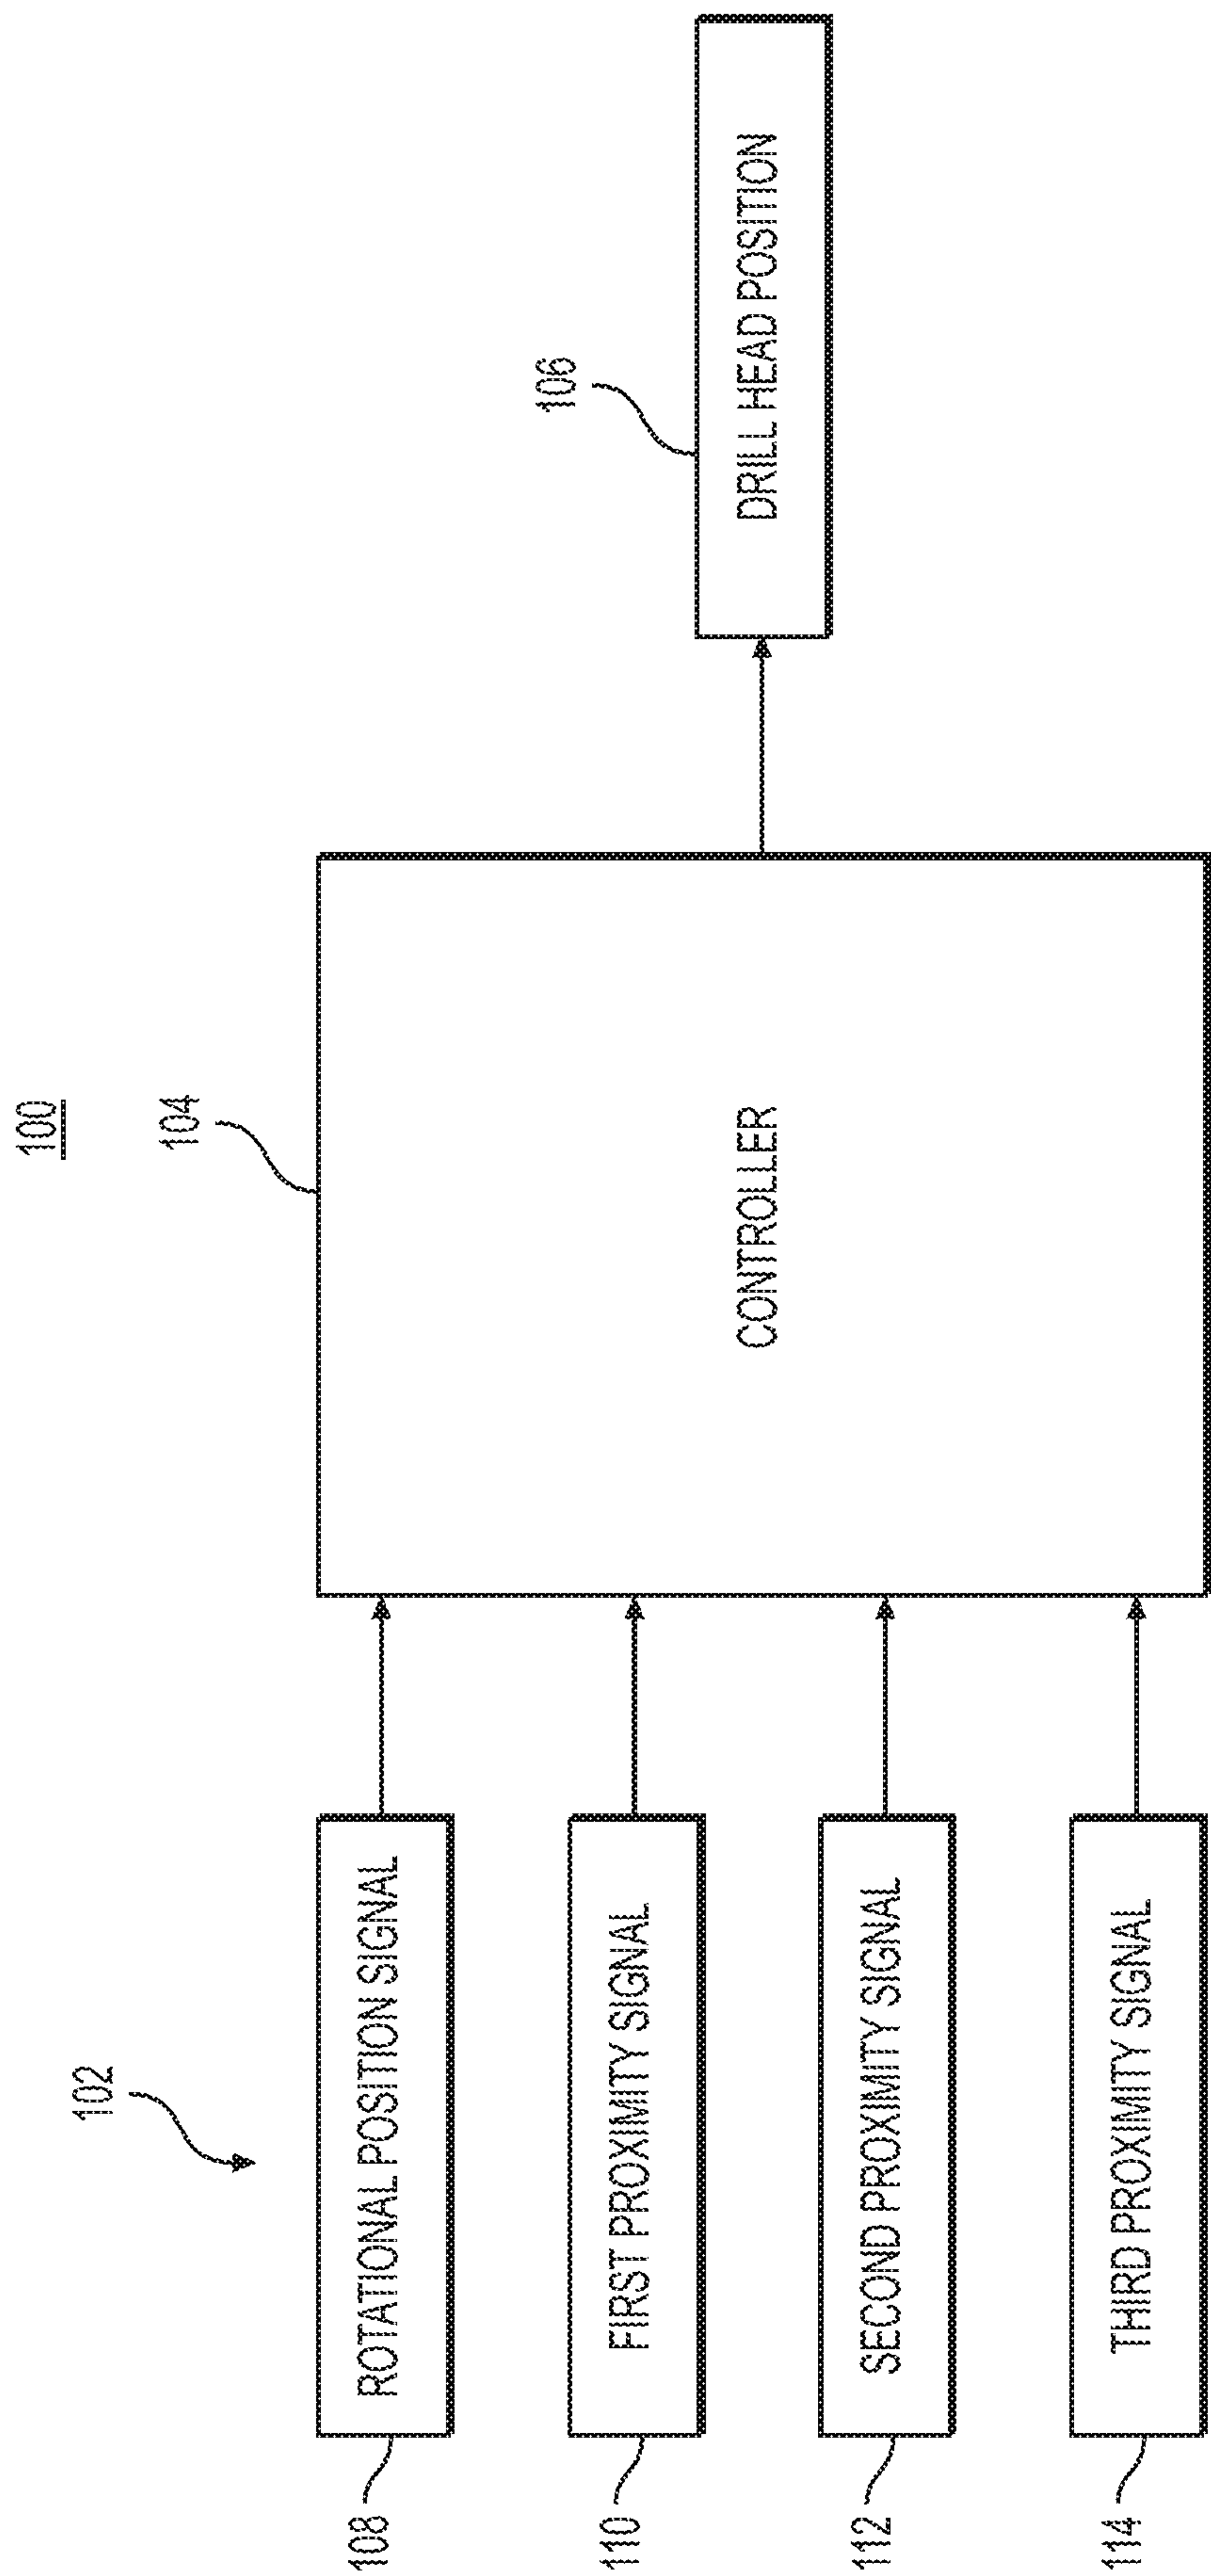 100
102
104
106
108
ROTATIONAL POSITION SIGNAL
110
FIRST PROXIMITY SIGNAL
112
SECOND PROXIMITY SIGNAL
114
THIRD PROXIMITY SIGNAL
CONTROLLER
DRILL HEAD POSITION